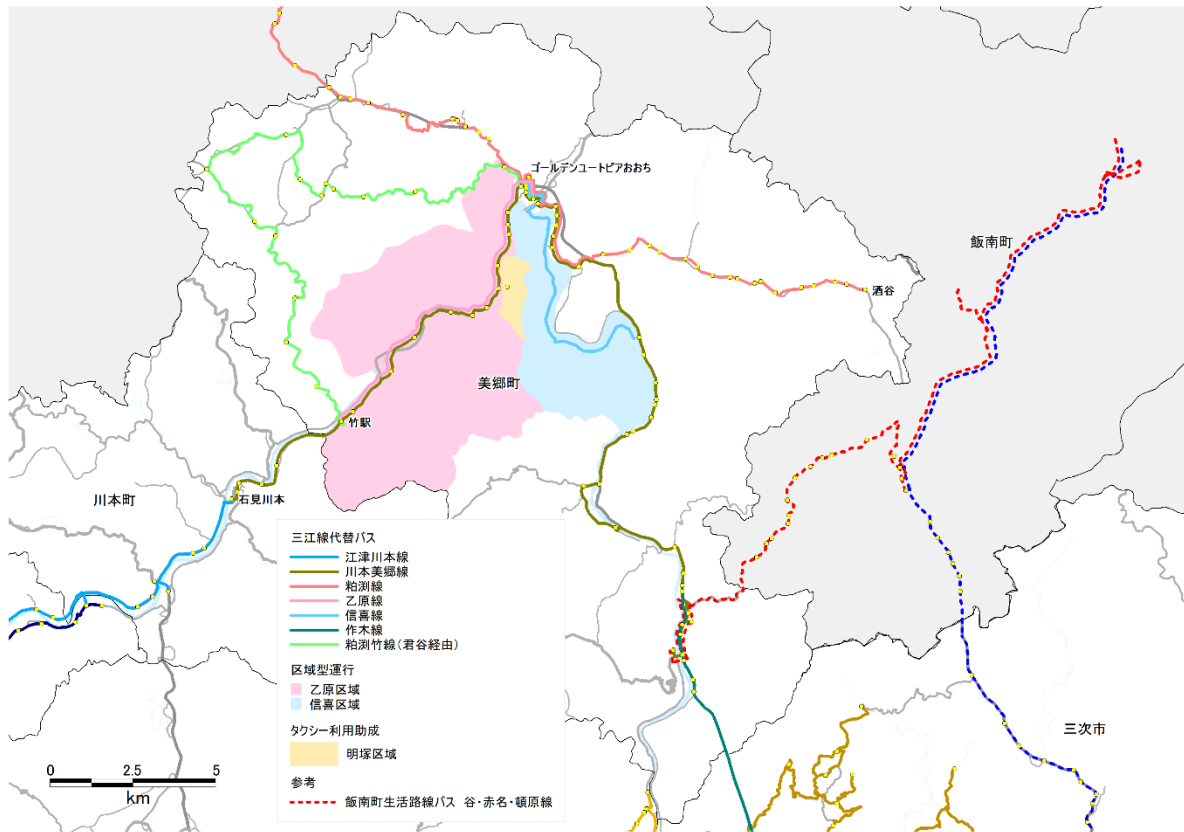 ゴールデンユートピアおおち
飯南町
酒谷
美郷町
竹駅
川本町
石見川本
三次市
三江線代替バス
江津川本線
川本美郷線
粕渕線
乙原線
信喜線
作木線
粕渕竹線(君谷経由)
区域型運行
乙原区域
信喜区域
タクシー利用助成
明塚区域
参考
飯南町生活路線バス 谷・赤名・頓原線
0 2.5 5
km